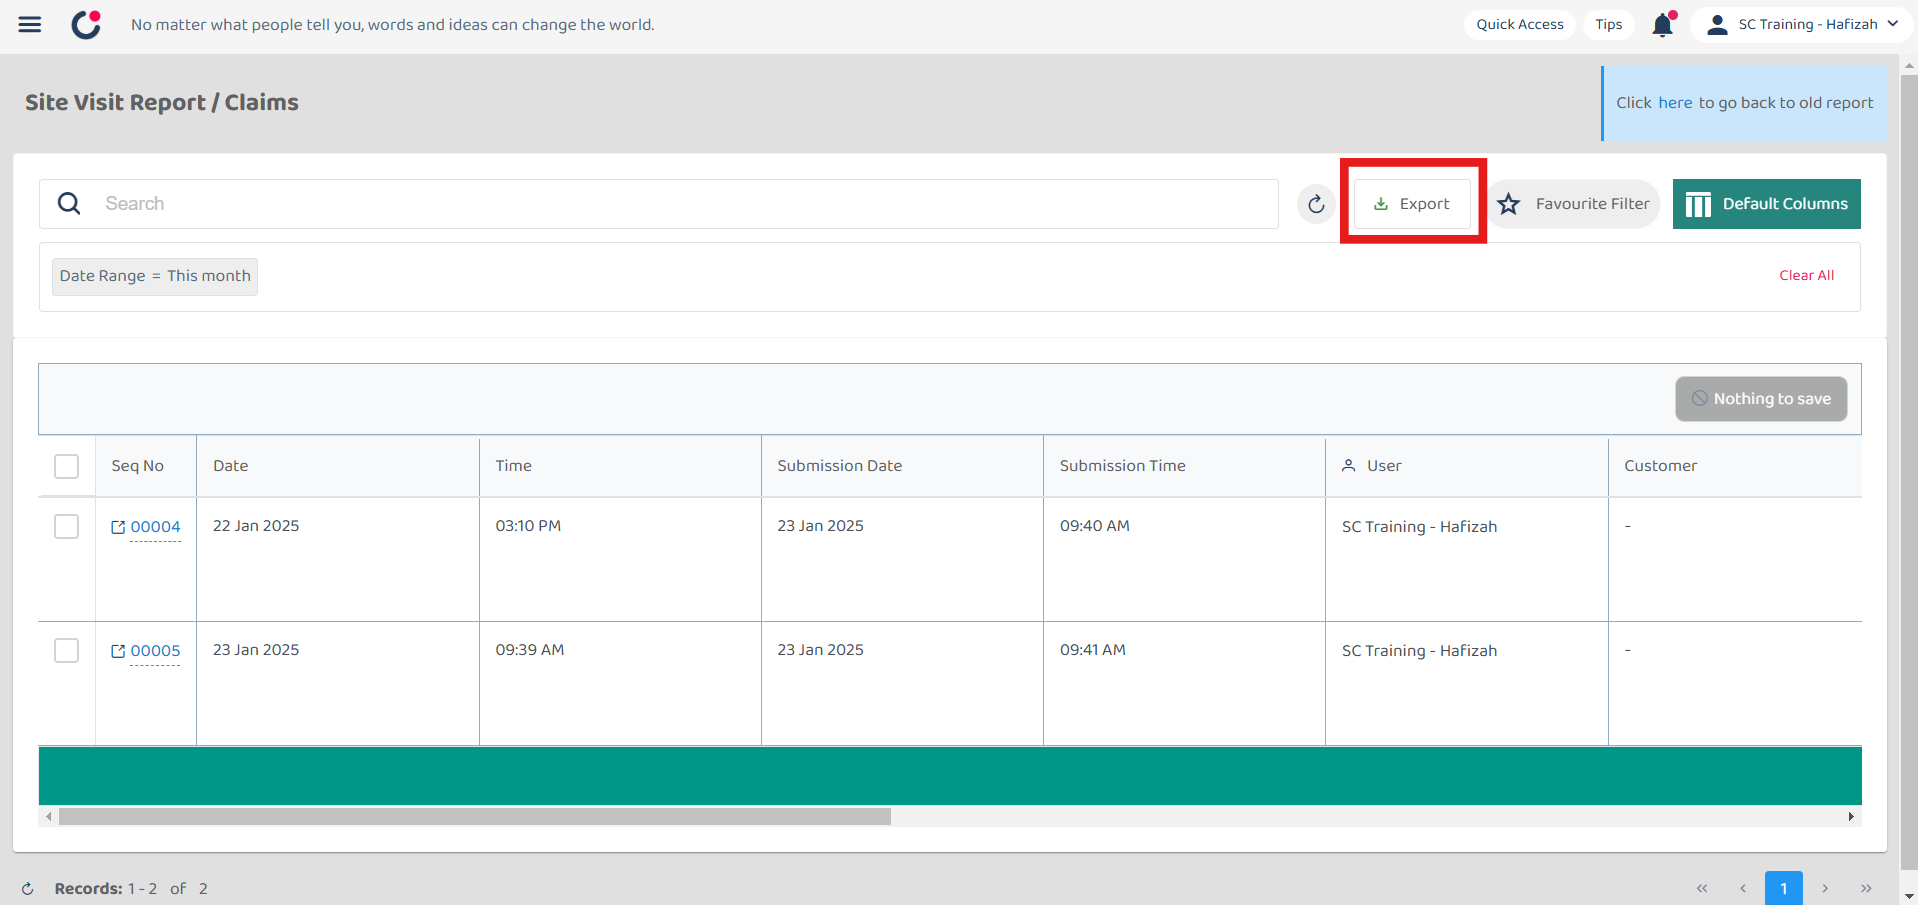 No matter what people tell you, words and ideas can change the world.
Quick Access
Tips
SC Training - Hafizah
Site Visit Report / Claims
Click here to go back to old report
Search
Export
Favourite Filter
Default Columns
Date Range = This month
Clear All
Nothing to save
Seq No Date Time Submission Date Submission Time User Customer
00004 22 Jan 2025 03:10 PM 23 Jan 2025 09:40 AM SC Training - Hafizah -
00005 23 Jan 2025 09:39 AM 23 Jan 2025 09:41 AM SC Training - Hafizah -
Records: 1 - 2 of 2
« ‹ 1 › »